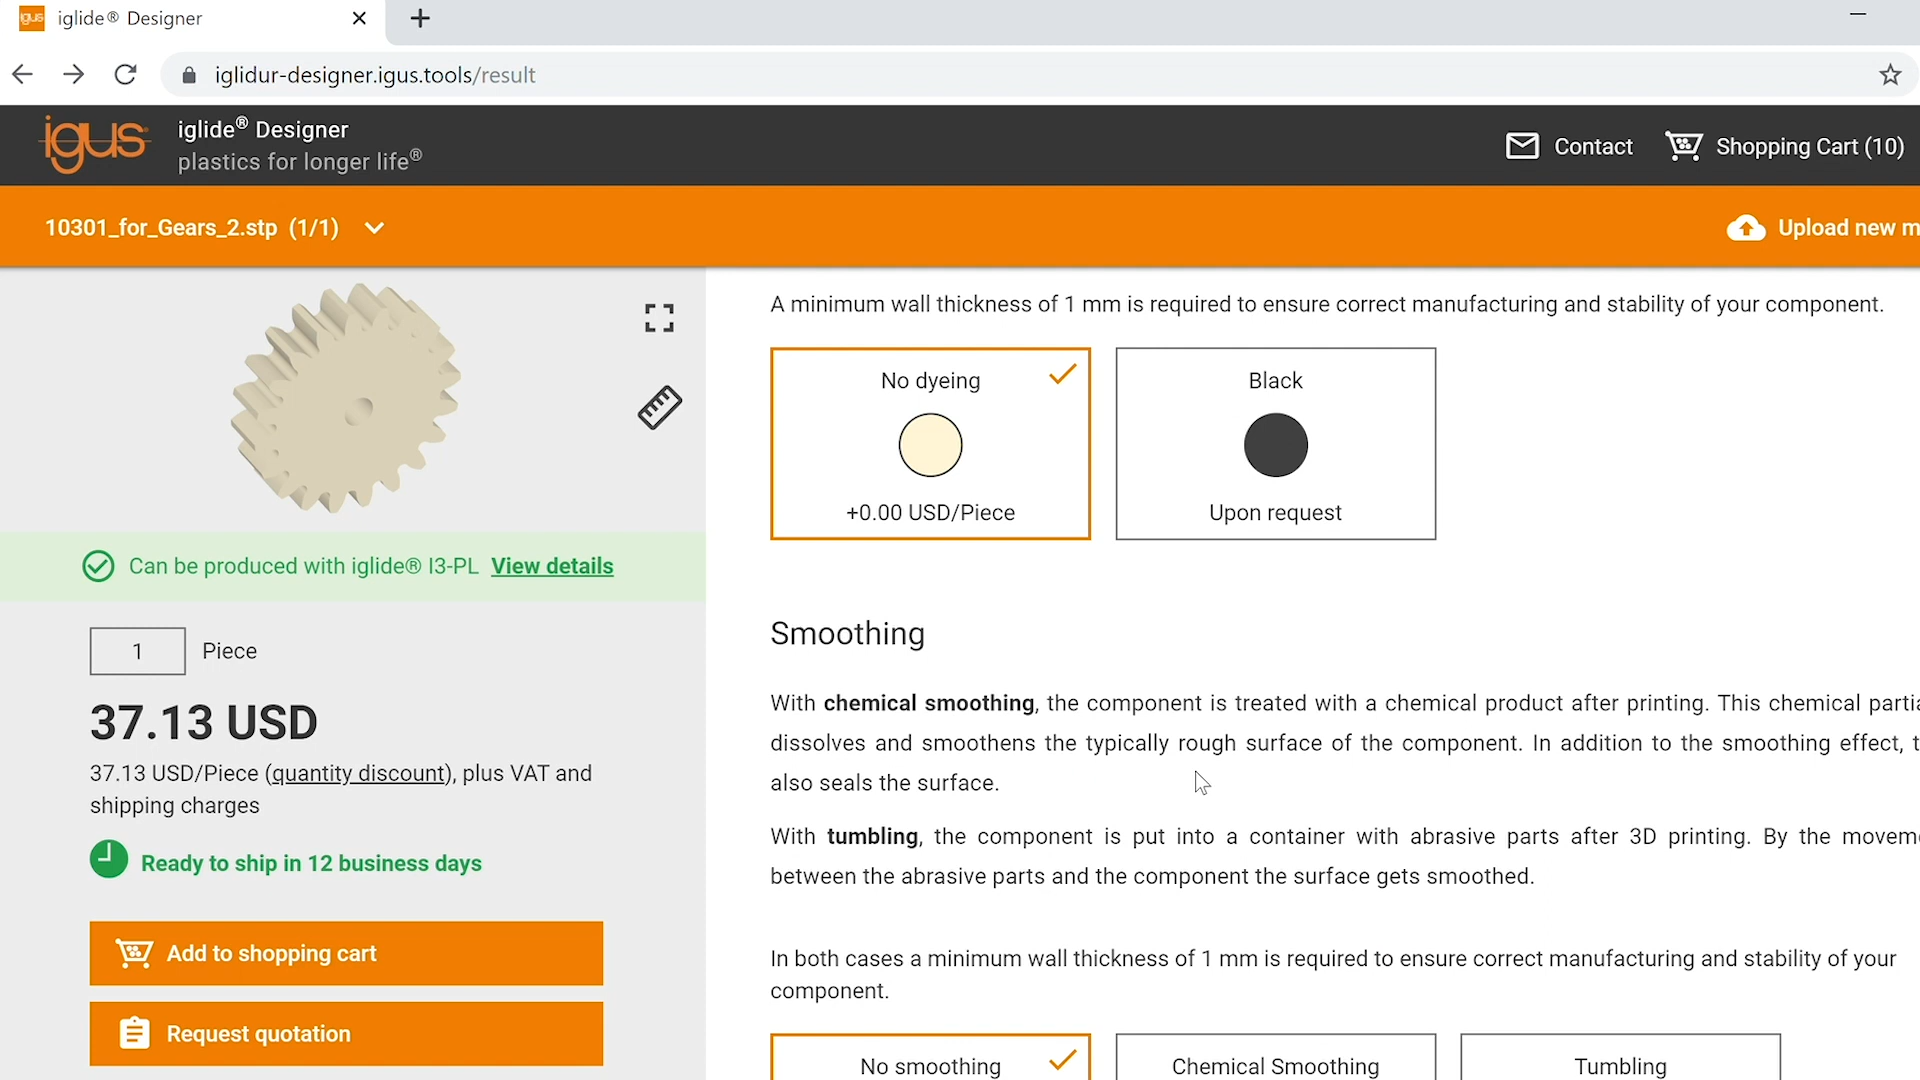 igus iglide® Designer
iglidur-designer.igus.tools/result
igus®
iglide® Designer
plastics for longer life®
Contact
Shopping Cart (10)
10301_for_Gears_2.stp (1/1)
Upload new m
Can be produced with iglide® I3-PL View details
1 Piece
37.13 USD
37.13 USD/Piece (quantity discount), plus VAT and
shipping charges
Ready to ship in 12 business days
Add to shopping cart
Request quotation
A minimum wall thickness of 1 mm is required to ensure correct manufacturing and stability of your component.
No dyeing
+0.00 USD/Piece
Black
Upon request
Smoothing
With chemical smoothing, the component is treated with a chemical product after printing. This chemical partia
dissolves and smoothens the typically rough surface of the component. In addition to the smoothing effect, t
also seals the surface.
With tumbling, the component is put into a container with abrasive parts after 3D printing. By the movem
between the abrasive parts and the component the surface gets smoothed.
In both cases a minimum wall thickness of 1 mm is required to ensure correct manufacturing and stability of your
component.
No smoothing
Chemical Smoothing
Tumbling